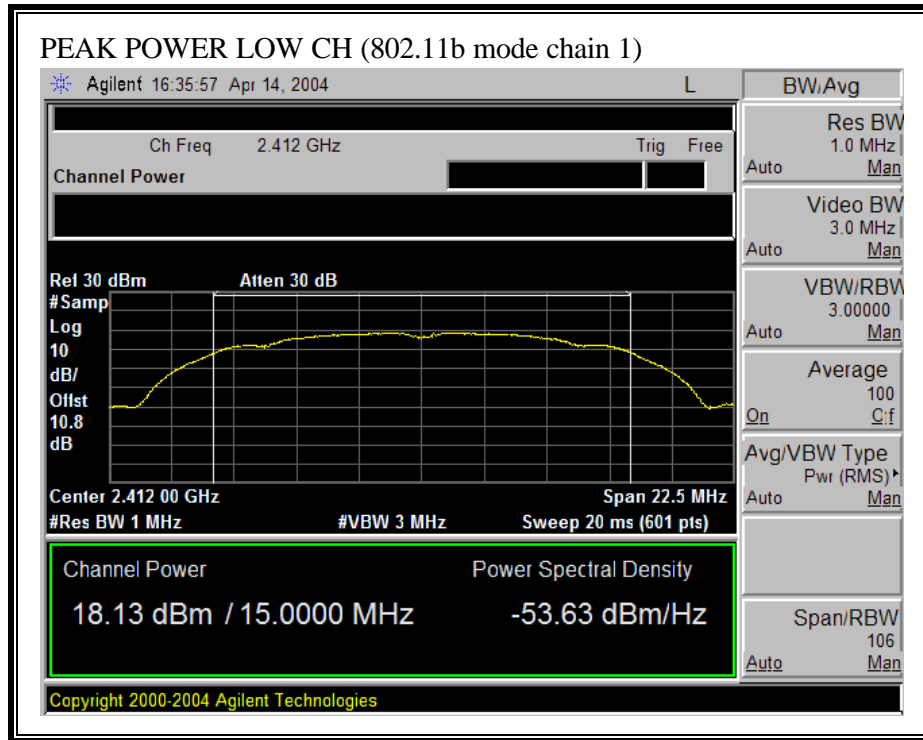 PEAK POWER LOW CH (802.11b mode chain 1)
Agilent 16:35:57 Apr 14, 2004 L
BW/Avg
Ch Freq 2.412 GHz Trig Free
Channel Power
Res BW
1.0 MHz
Auto Man
Video BW
3.0 MHz
Auto Man
VBW/RBW
3.00000
Auto Man
Average
100
On Off
Avg/VBW Type
Pwr (RMS)
Auto Man
Span/RBW
106
Auto Man
Ref 30 dBm Atten 30 dB
#Samp
Log
10
dB/
Offst
10.8
dB
Center 2.412 00 GHz Span 22.5 MHz
#Res BW 1 MHz #VBW 3 MHz Sweep 20 ms (601 pts)
Channel Power Power Spectral Density
18.13 dBm / 15.0000 MHz -53.63 dBm/Hz
Copyright 2000-2004 Agilent Technologies